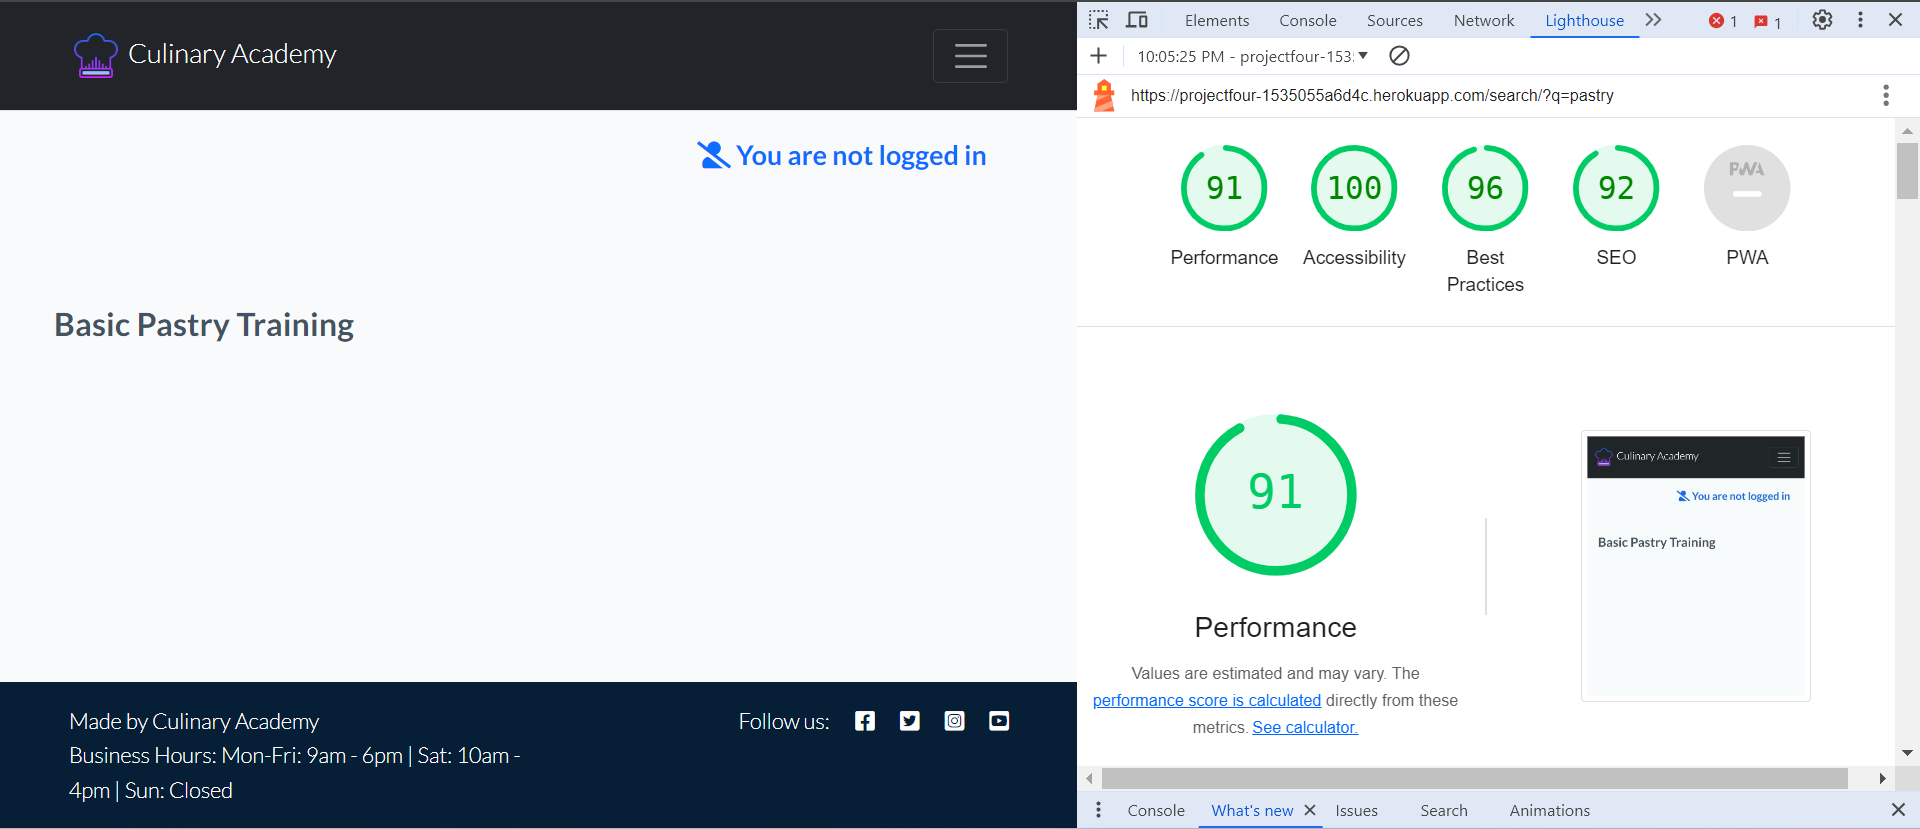 Culinary Academy
You are not logged in
Basic Pastry Training
Made by Culinary Academy
Follow us:
Business Hours: Mon-Fri: 9am - 6pm | Sat: 10am -
4pm | Sun: Closed
Elements Console Sources Network Lighthouse 1 1
10:05:25 PM - projectfour-153
https://projectfour-1535055a6d4c.herokuapp.com/search/?q=pastry
91 100 96 92 PWA
Performance Accessibility Best Practices SEO PWA
91
Performance
Values are estimated and may vary. The
performance score is calculated directly from these
metrics. See calculator.
Culinary Academy
You are not logged in
Basic Pastry Training
Console What's new Issues Search Animations